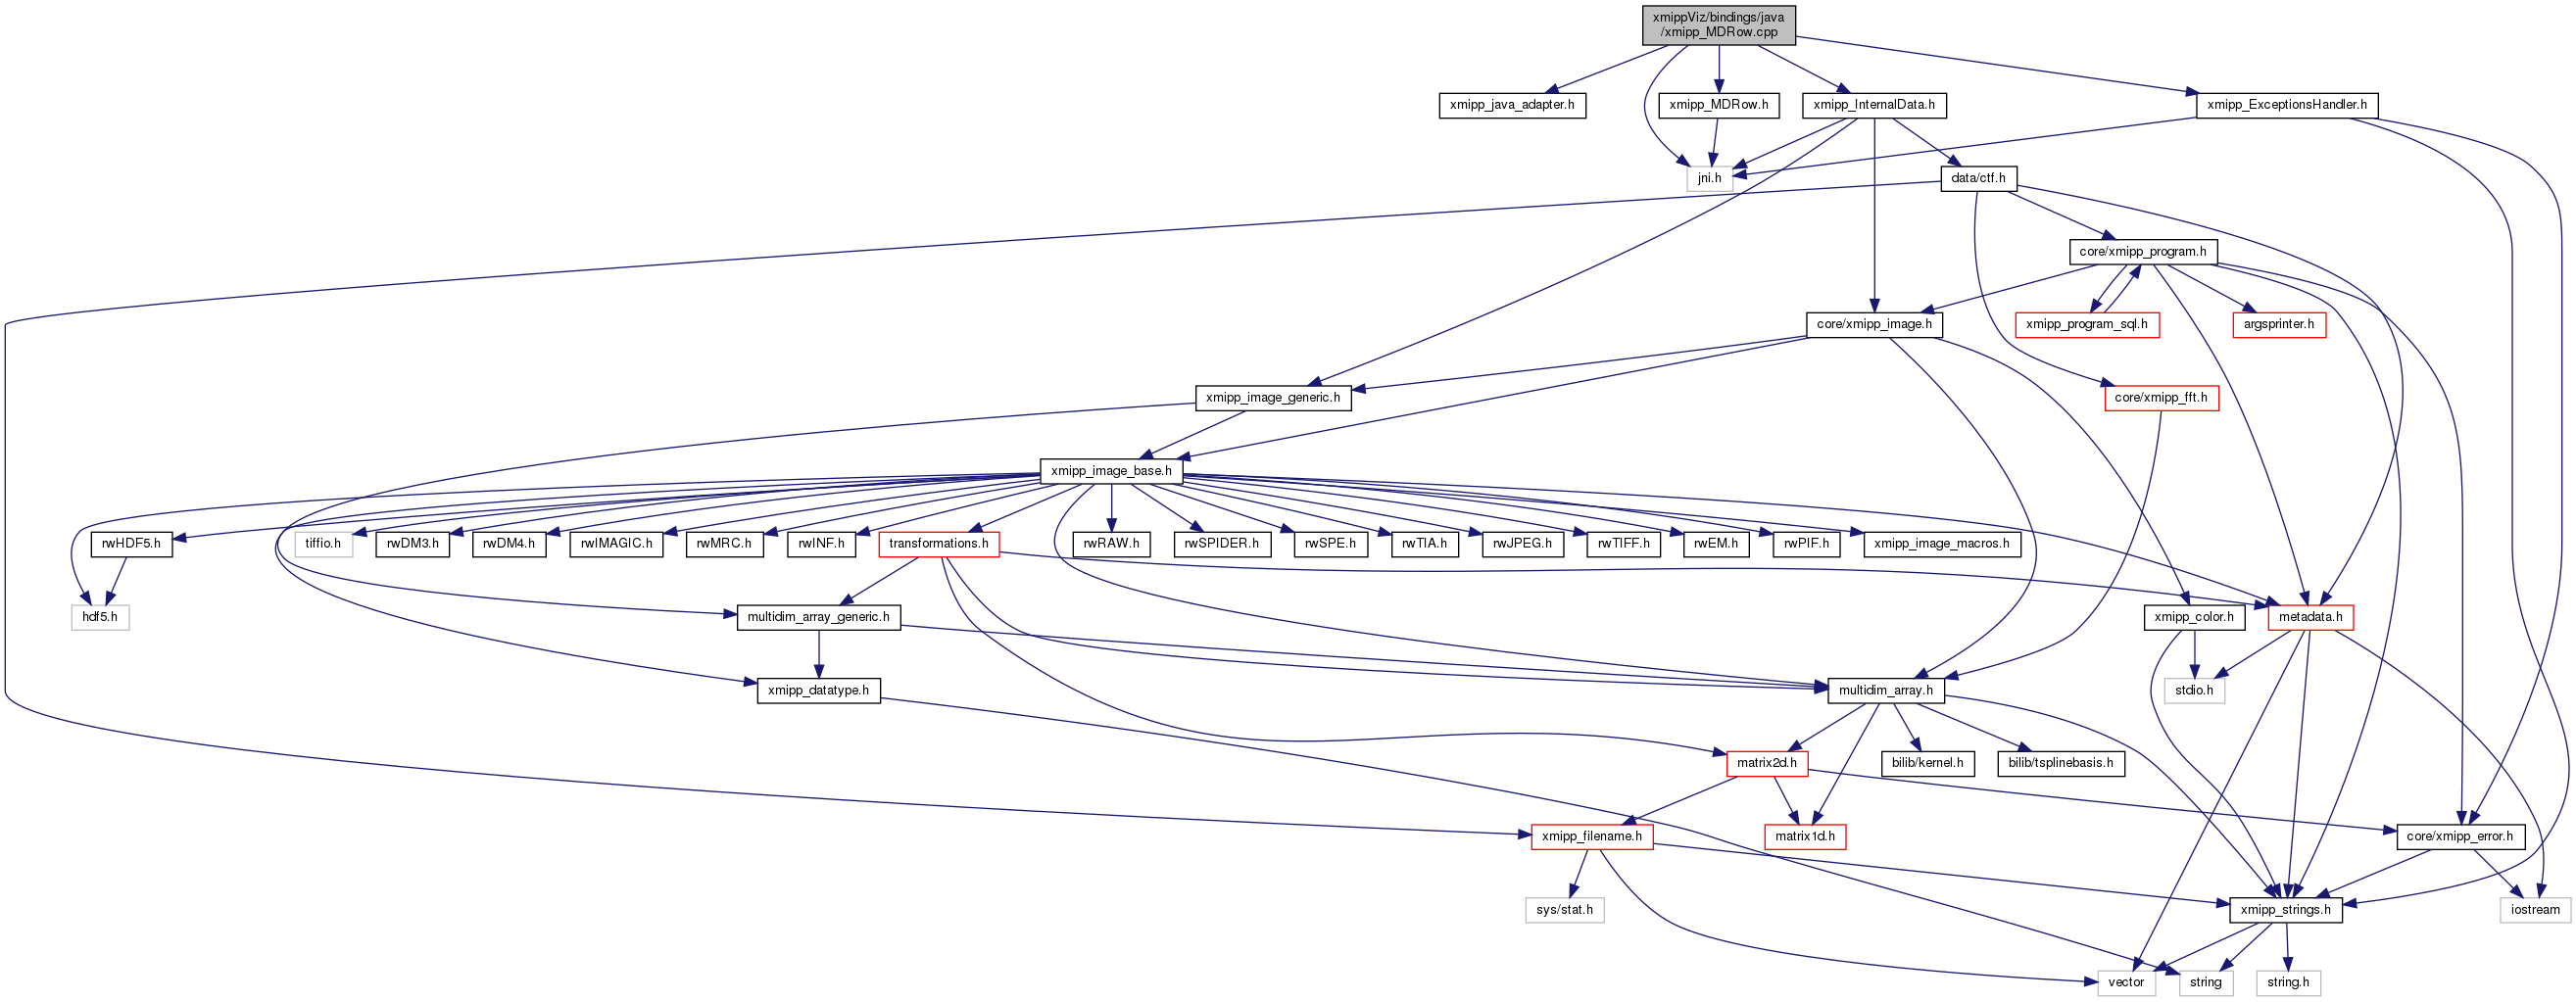 xmippViz/bindings/java
/xmipp_MDRow.cpp
xmipp_java_adapter.h
xmipp_MDRow.h
xmipp_InternalData.h
xmipp_ExceptionsHandler.h
jni.h
data/ctf.h
core/xmipp_program.h
core/xmipp_image.h
xmipp_program_sql.h
argsprinter.h
xmipp_image_generic.h
core/xmipp_fft.h
xmipp_image_base.h
rwHDF5.h
tiffio.h
rwDM3.h
rwDM4.h
rwIMAGIC.h
rwMRC.h
rwINF.h
transformations.h
rwRAW.h
rwSPIDER.h
rwSPE.h
rwTIA.h
rwJPEG.h
rwTIFF.h
rwEM.h
rwPIF.h
xmipp_image_macros.h
hdf5.h
multidim_array_generic.h
xmipp_color.h
metadata.h
xmipp_datatype.h
multidim_array.h
stdio.h
matrix2d.h
bilib/kernel.h
bilib/tsplinebasis.h
xmipp_filename.h
matrix1d.h
core/xmipp_error.h
sys/stat.h
xmipp_strings.h
iostream
vector
string
string.h